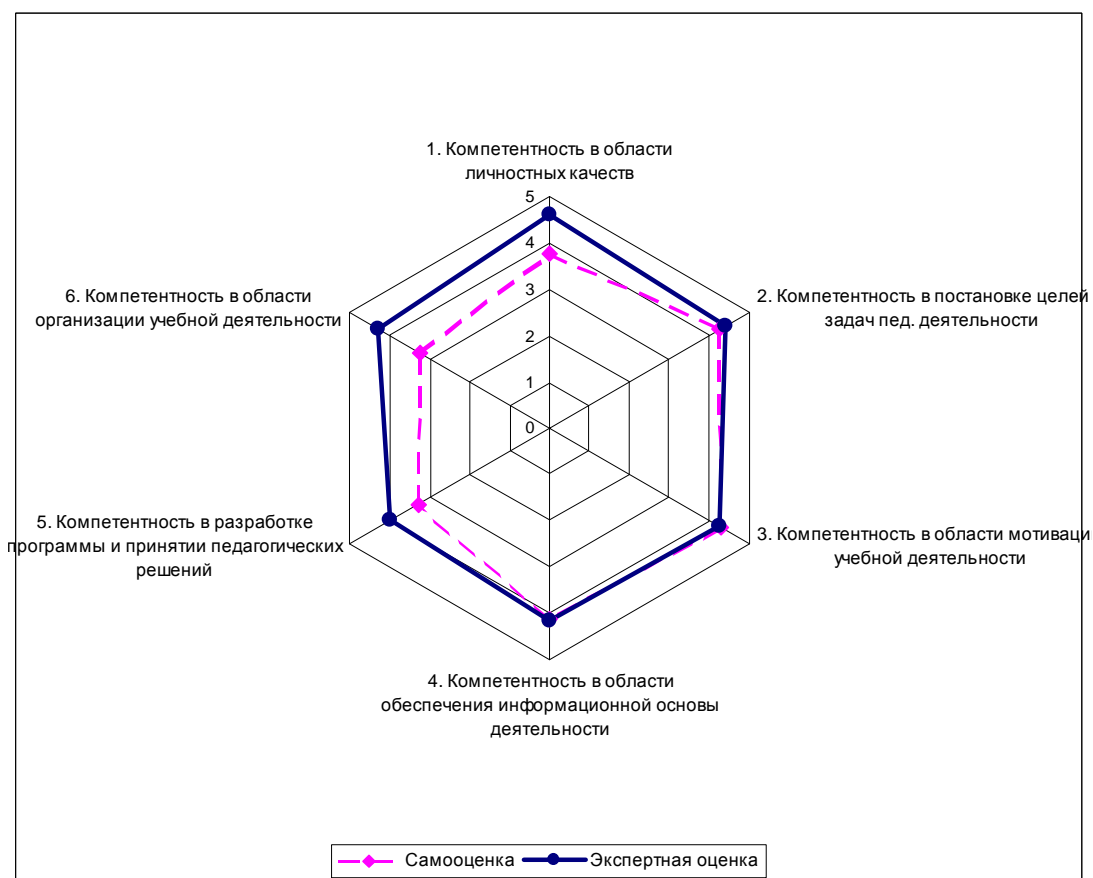 1. Компетентность в области
личностных качеств
5
4
3
2
1
0
2. Компетентность в постановке целей
задач пед. деятельности
3. Компетентность в области мотиваци
учебной деятельности
4. Компетентность в области
обеспечения информационной основы
деятельности
5. Компетентность в разработке
программы и принятии педагогических
решений
6. Компетентность в области
организации учебной деятельности
Самооценка
Экспертная оценка